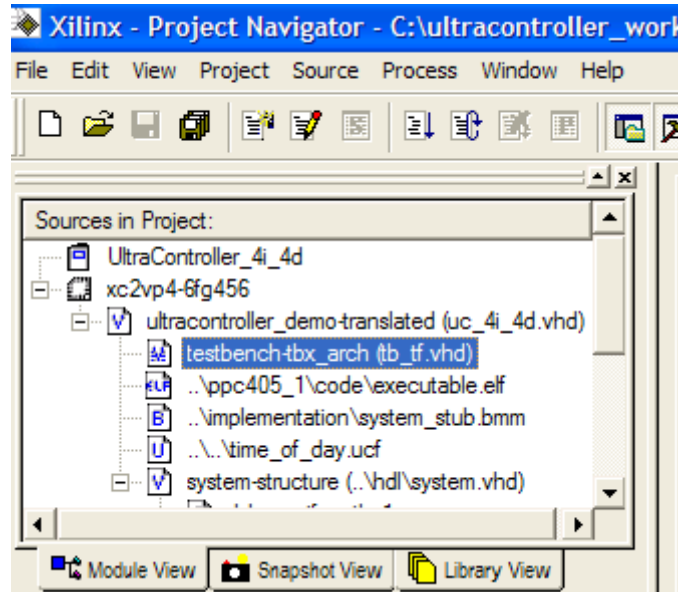 Xilinx - Project Navigator - C:\ultracontroller_work
File Edit View Project Source Process Window Help
Sources in Project:
UltraController_4i_4d
xc2vp4-6fg456
ultracontroller_demo-translated (uc_4i_4d.vhd)
testbench-tbx_arch (tb_tf.vhd)
..\ppc405_1\code\executable.elf
..\implementation\system_stub.bmm
..\..\time_of_day.ucf
system-structure (..\hdl\system.vhd)
Module View Snapshot View Library View